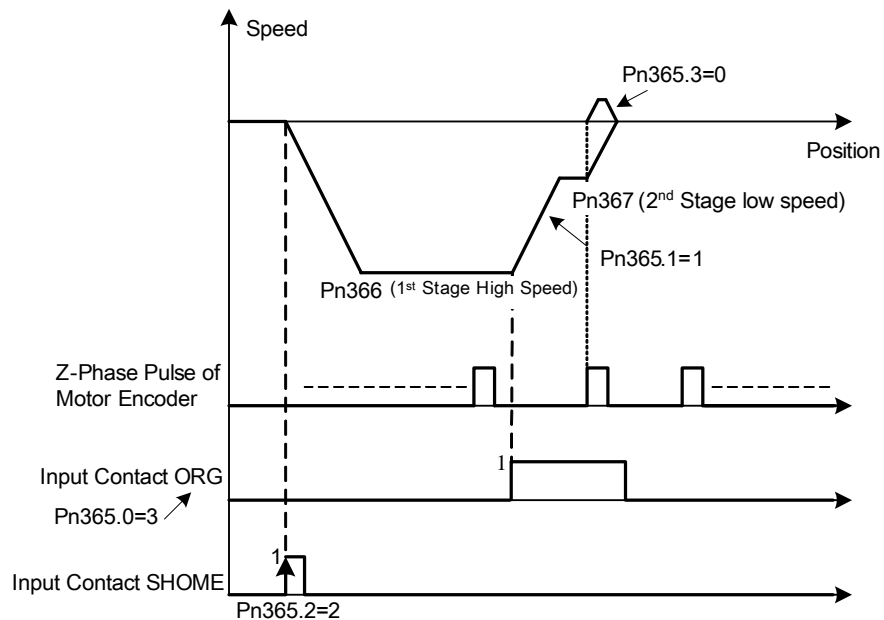 Speed
Pn365.3=0
Position
Pn367 (2nd Stage low speed)
Pn365.1=1
Pn366 (1st Stage High Speed)
Z-Phase Pulse of
Motor Encoder
1
Input Contact ORG
Pn365.0=3
1
Input Contact SHOME
Pn365.2=2